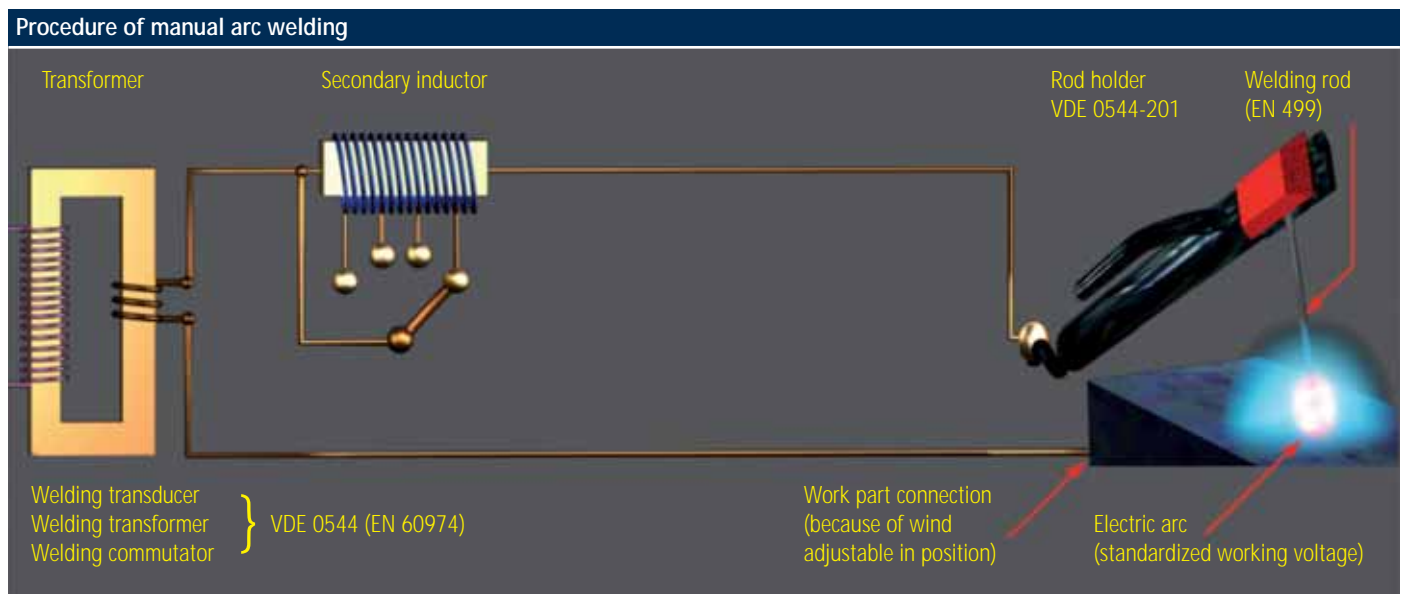 Procedure of manual arc welding
Transformer
Secondary inductor
Rod holder
VDE 0544-201
Welding rod
(EN 499)
Welding transducer
Welding transformer
Welding commutator
VDE 0544 (EN 60974)
Work part connection
(because of wind
adjustable in position)
Electric arc
(standardized working voltage)